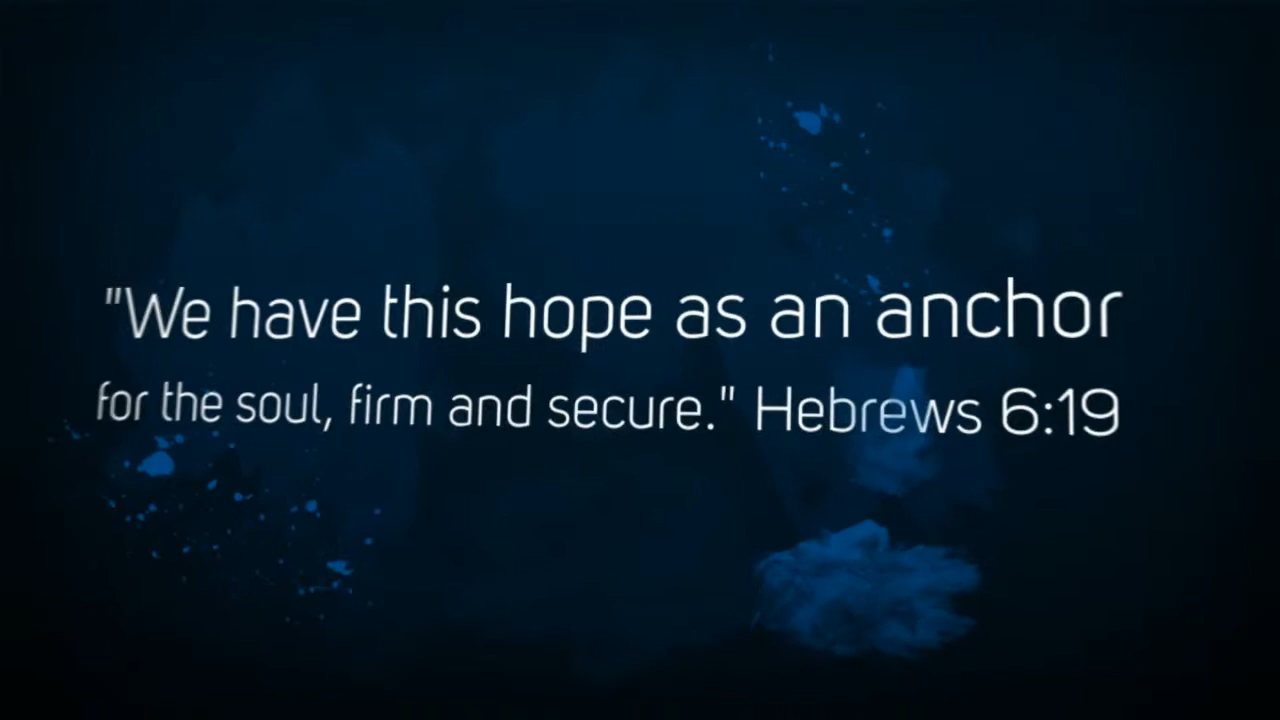 "We have this hope as an anchor
for the soul, firm and secure." Hebrews 6:19